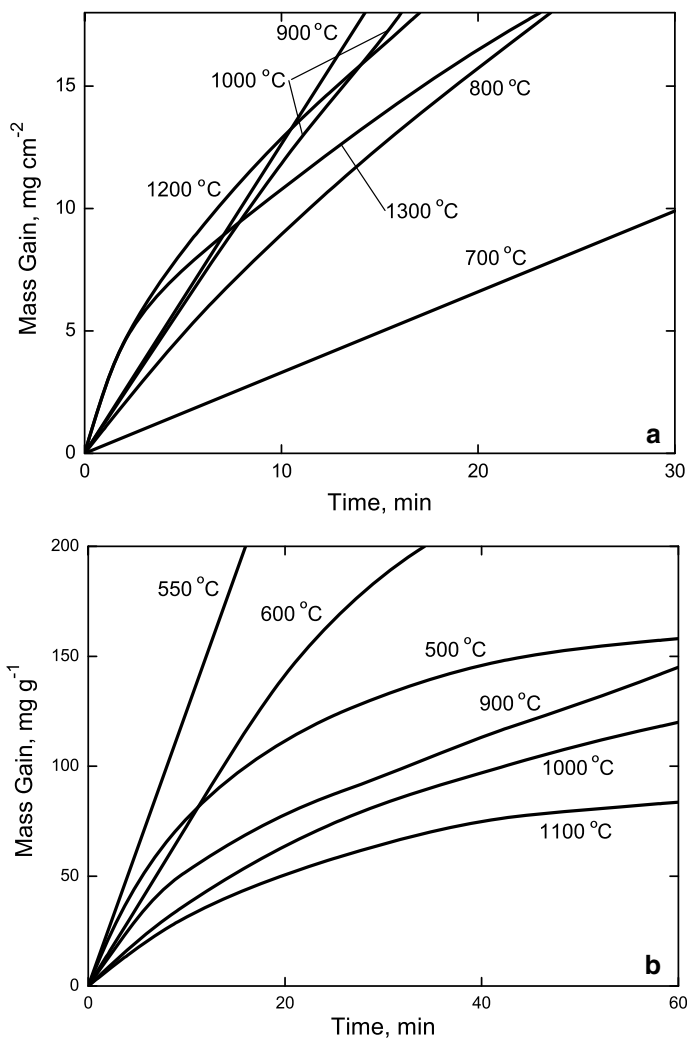 900 °C
15
1000 °C
800 °C
Mass Gain, mg cm⁻²
1200 °C
10
1300 °C
700 °C
5
a
0
0 10 20 30
Time, min
200
550 °C
600 °C
150
500 °C
900 °C
Mass Gain, mg g⁻¹
100
1000 °C
1100 °C
50
b
0
0 20 40 60
Time, min